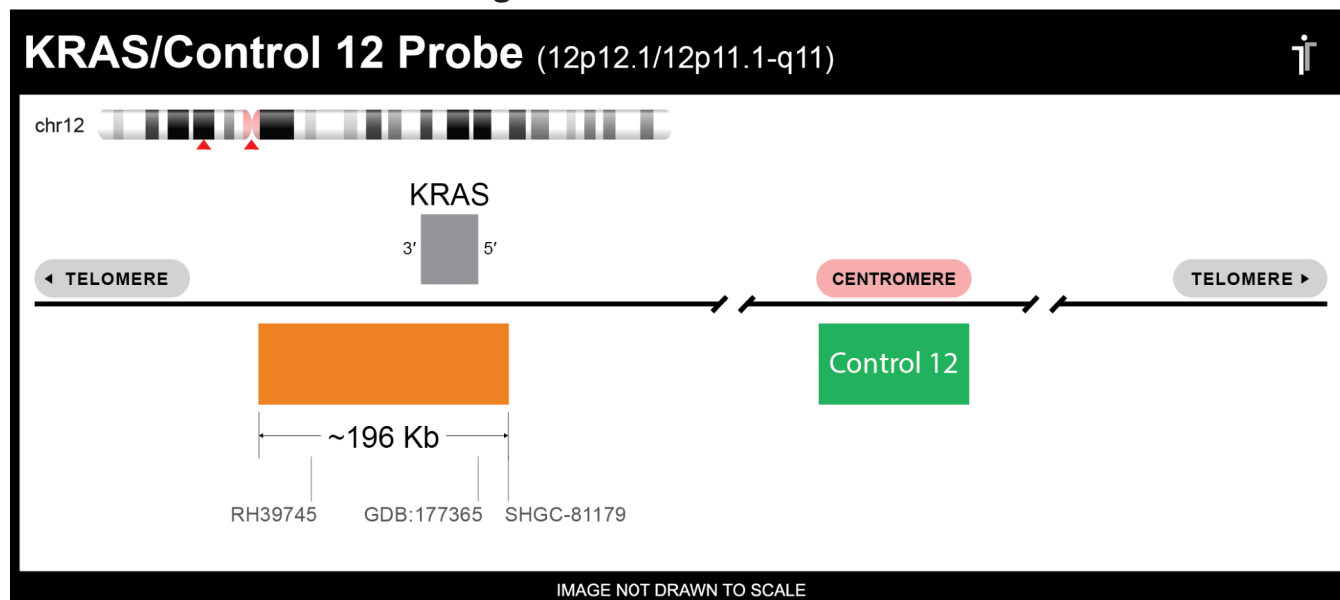 KRAS/Control 12 Probe (12p12.1/12p11.1-q11)
chr12
KRAS
3′ 5′
◂ TELOMERE CENTROMERE TELOMERE ▸
Control 12
~196 Kb
RH39745 GDB:177365 SHGC-81179
IMAGE NOT DRAWN TO SCALE